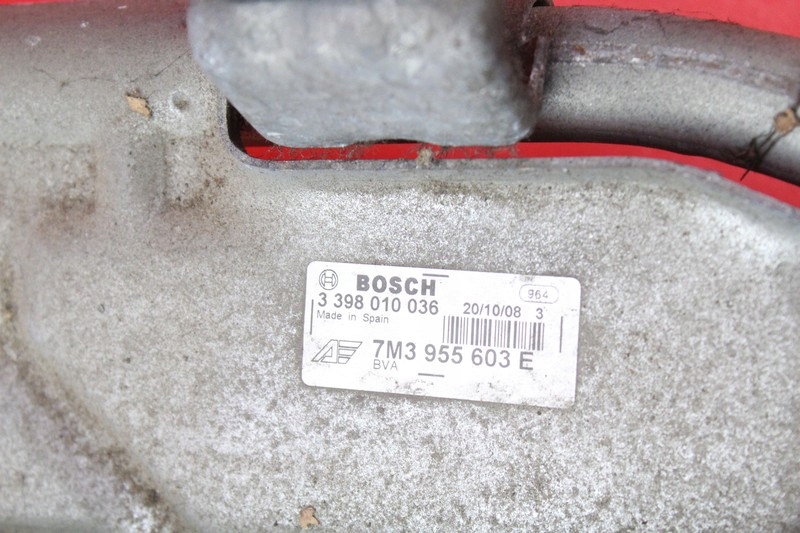 BOSCH 964
3 398 010 036 20/10/08 3
Made in Spain
7M3 955 603 E
BVA